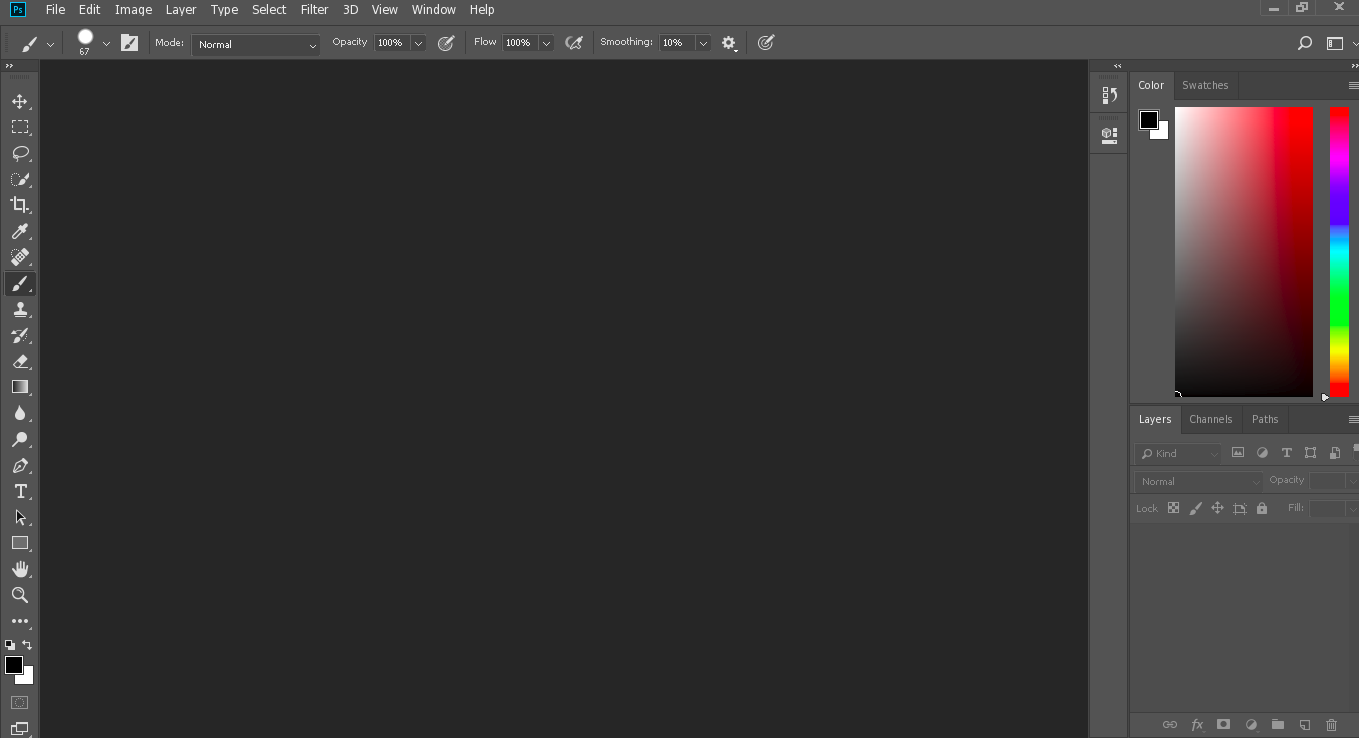 Ps File Edit Image Layer Type Select Filter 3D View Window Help
67 Mode: Normal Opacity 100% Flow 100% Smoothing: 10%
Color Swatches
Layers Channels Paths
Kind
Normal Opacity
Lock Fill:
T
fx